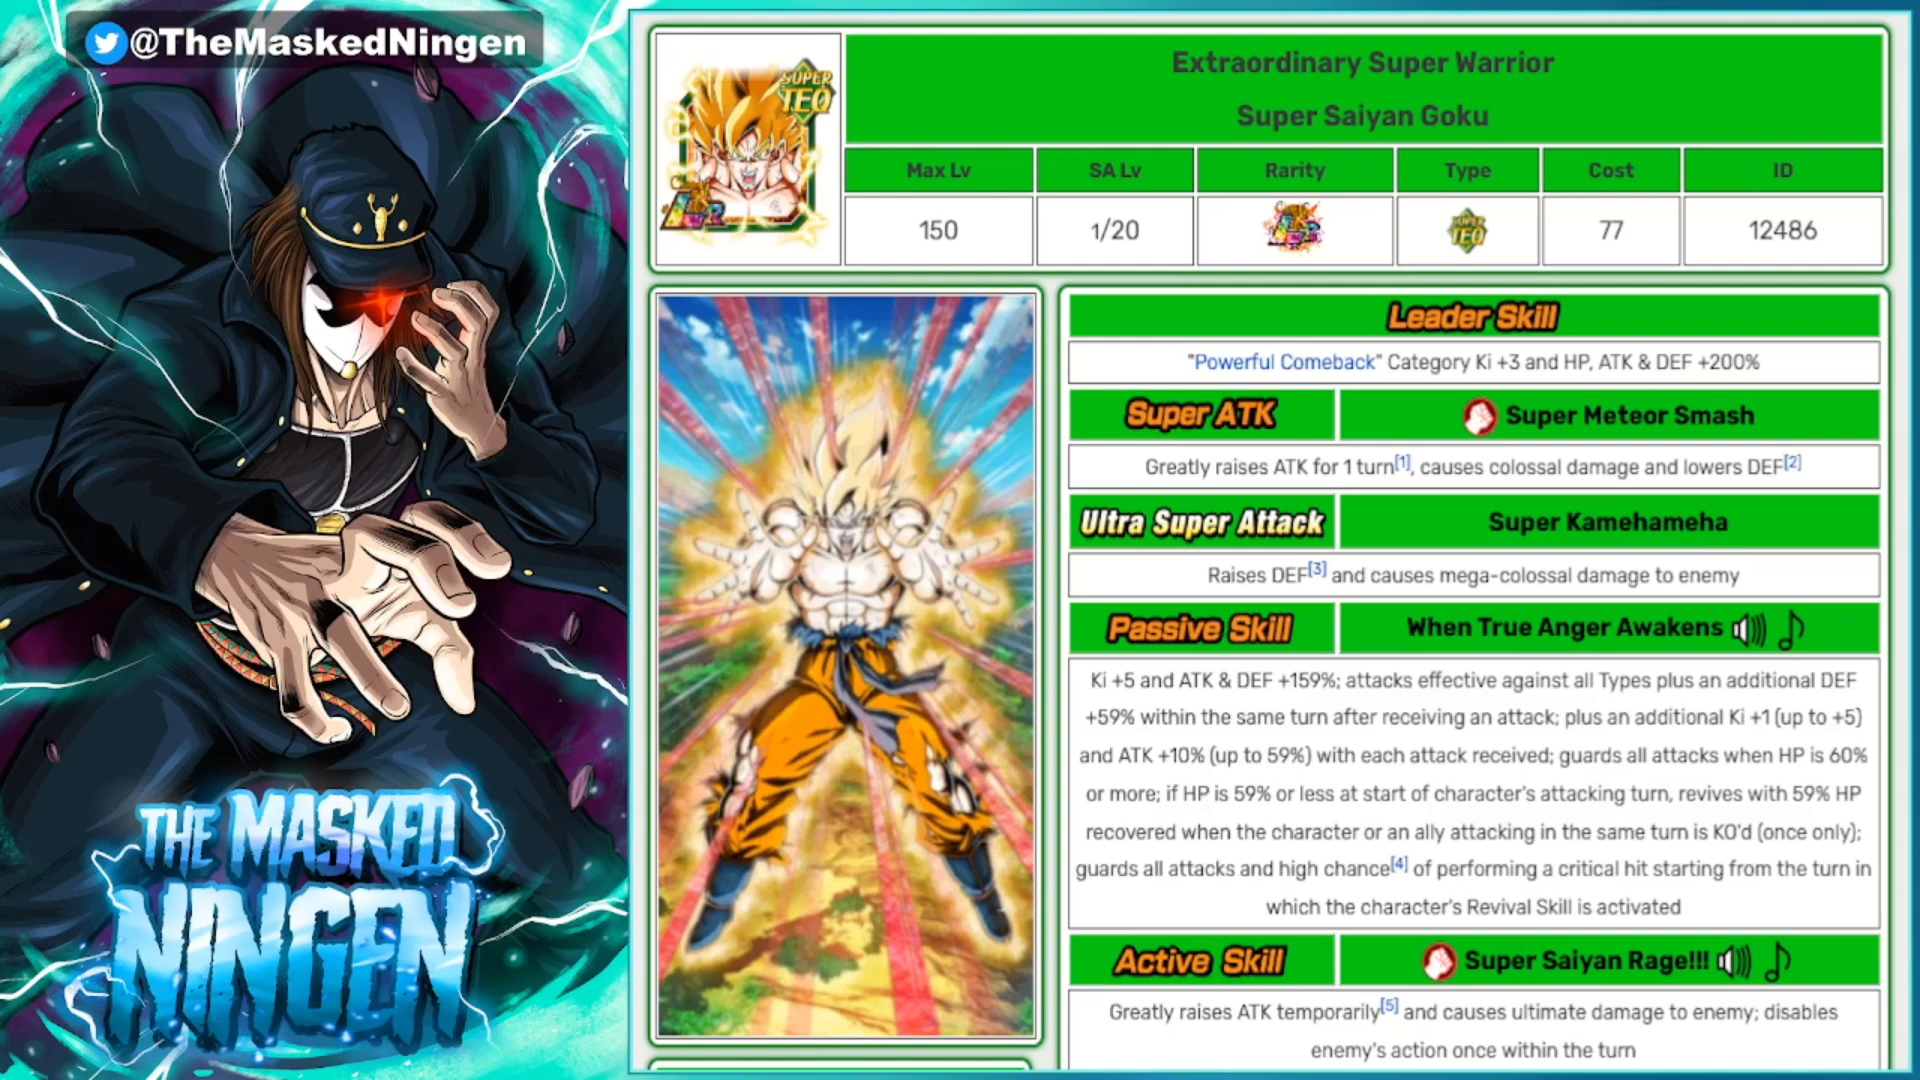 @TheMaskedNingen
THE MASKED
NINGEN
SUPER
TEQ
LR
Extraordinary Super Warrior
Super Saiyan Goku
Max Lv
SA Lv
Rarity
Type
Cost
ID
150
1/20
LR
SUPER
TEQ
77
12486
Leader Skill
"Powerful Comeback" Category Ki +3 and HP, ATK & DEF +200%
Super ATK
Super Meteor Smash
Greatly raises ATK for 1 turn[1], causes colossal damage and lowers DEF[2]
Ultra Super Attack
Super Kamehameha
Raises DEF[3] and causes mega-colossal damage to enemy
Passive Skill
When True Anger Awakens
Ki +5 and ATK & DEF +159%; attacks effective against all Types plus an additional DEF
+59% within the same turn after receiving an attack; plus an additional Ki +1 (up to +5)
and ATK +10% (up to 59%) with each attack received; guards all attacks when HP is 60%
or more; if HP is 59% or less at start of character's attacking turn, revives with 59% HP
recovered when the character or an ally attacking in the same turn is KO'd (once only);
guards all attacks and high chance[4] of performing a critical hit starting from the turn in
which the character's Revival Skill is activated
Active Skill
Super Saiyan Rage!!!
Greatly raises ATK temporarily[5] and causes ultimate damage to enemy; disables
enemy's action once within the turn